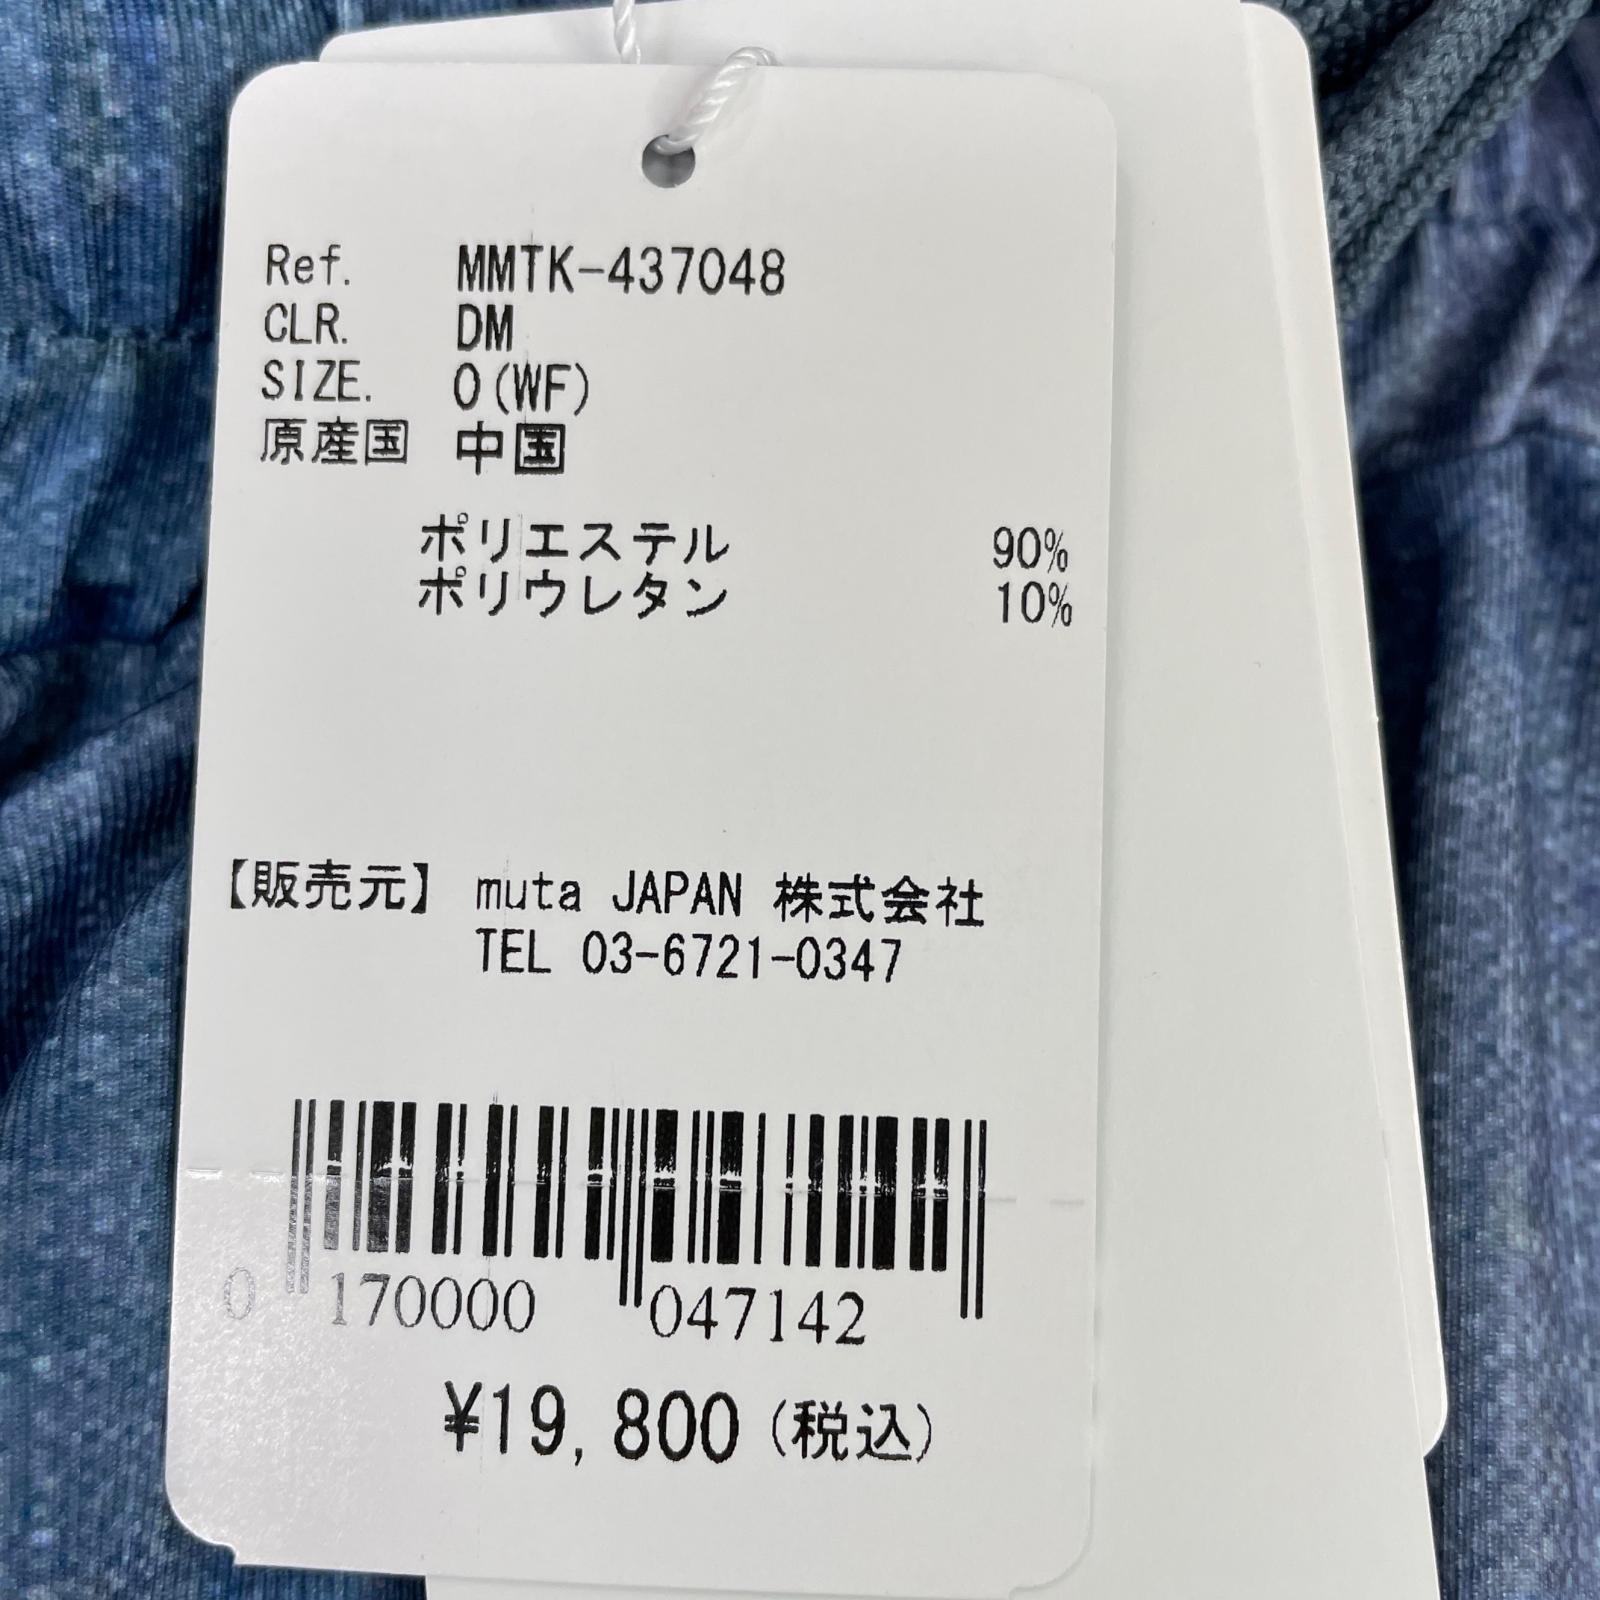 Ref. MMTK-437048
CLR. DM
SIZE. 0(WF)
原産国 中国
ポリエステル 90%
ポリウレタン 10%
【販売元】 muta JAPAN 株式会社
TEL 03-6721-0347
0 170000 047142
¥19,800(税込)